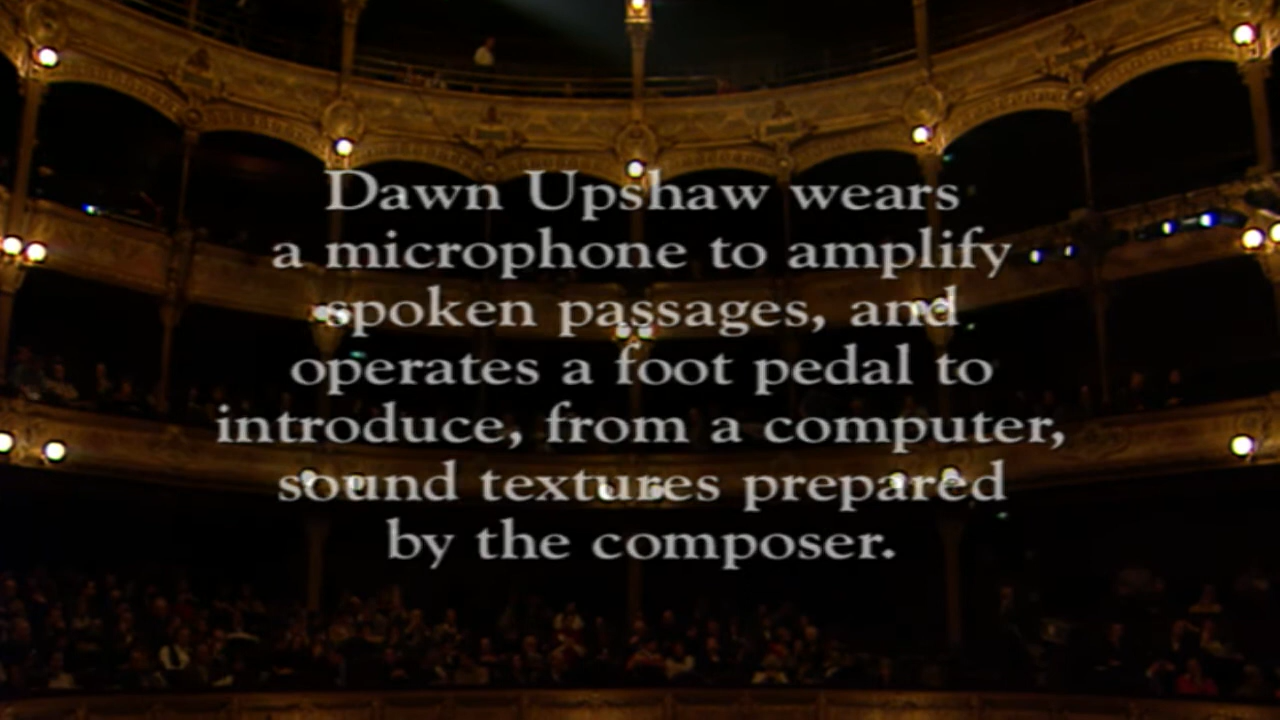 Dawn Upshaw wears
a microphone to amplify
spoken passages, and
operates a foot pedal to
introduce, from a computer,
sound textures prepared
by the composer.